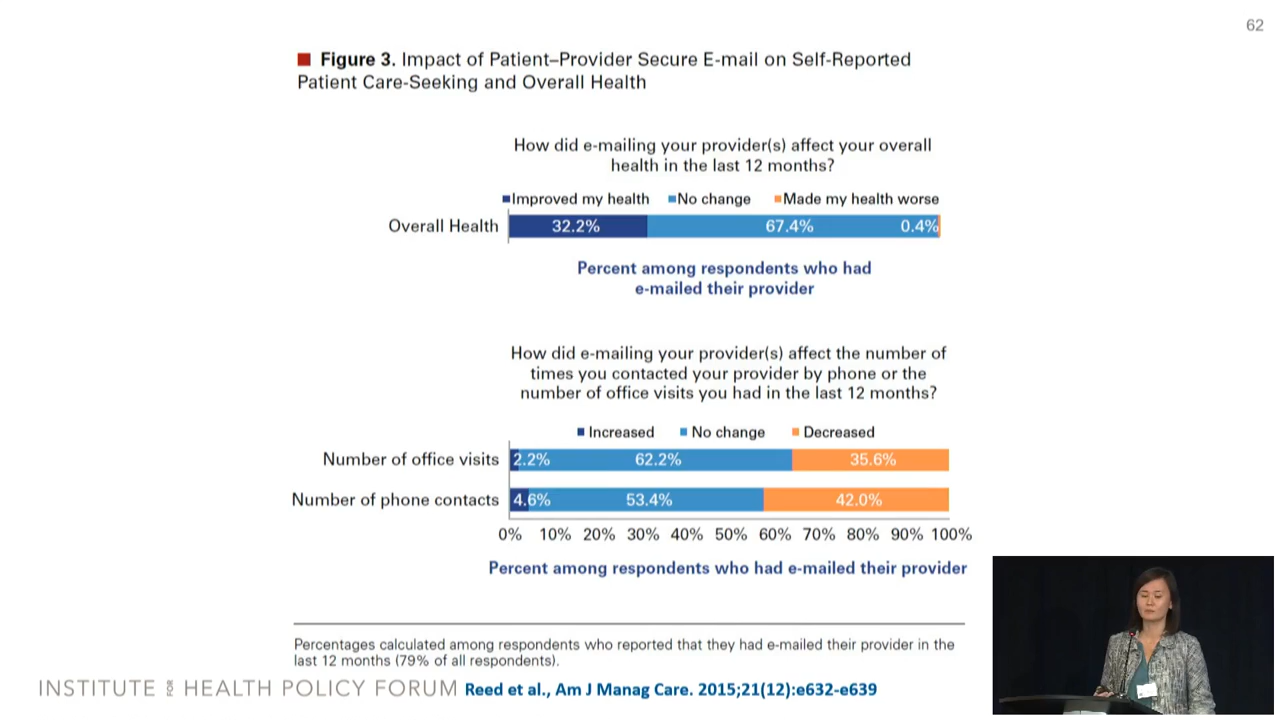 62
Figure 3. Impact of Patient–Provider Secure E-mail on Self-Reported
Patient Care-Seeking and Overall Health
How did e-mailing your provider(s) affect your overall
health in the last 12 months?
Improved my health No change Made my health worse
Overall Health 32.2% 67.4% 0.4%
Percent among respondents who had
e-mailed their provider
How did e-mailing your provider(s) affect the number of
times you contacted your provider by phone or the
number of office visits you had in the last 12 months?
Increased No change Decreased
Number of office visits 2.2% 62.2% 35.6%
Number of phone contacts 4.6% 53.4% 42.0%
0% 10% 20% 30% 40% 50% 60% 70% 80% 90% 100%
Percent among respondents who had e-mailed their provider
Percentages calculated among respondents who reported that they had e-mailed their provider in the
last 12 months (79% of all respondents).
INSTITUTE FOR HEALTH POLICY FORUM Reed et al., Am J Manag Care. 2015;21(12):e632-e639